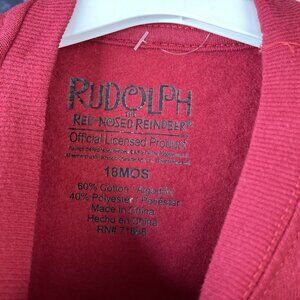 RUDOLPH
THE
RED-NOSED REINDEER
Official Licensed Product
18MOS
60% Cotton / Algodón
40% Polyester / Poliéster
Made in China
Hecho en China
RN#